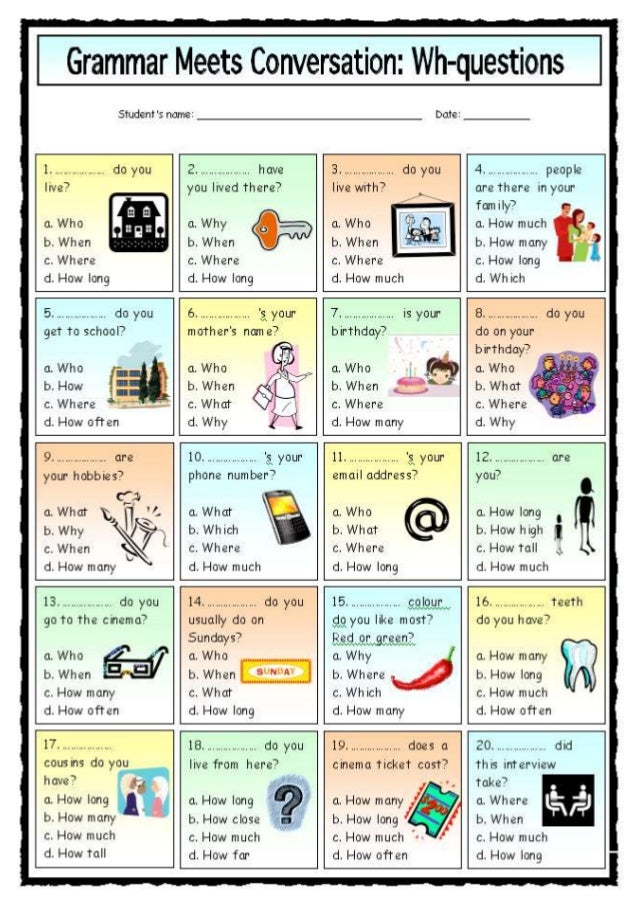 Grammar Meets Conversation: Wh-questions
Student's name: ______________________ Date: __________
1. .................. do you
live?
a. Who
b. When
c. Where
d. How long
2. .................. have
you lived there?
a. Why
b. When
c. Where
d. How long
3. .................. do you
live with?
a. Who
b. When
c. Where
d. How much
4. .................. people
are there in your
family?
a. How much
b. How many
c. How long
d. Which
5. .................. do you
get to school?
a. Who
b. How
c. Where
d. How often
6. .................. 's your
mother's name?
a. Who
b. When
c. What
d. Why
7. .................. is your
birthday?
a. Who
b. When
c. Where
d. How many
8. .................. do you
do on your
birthday?
a. Who
b. What
c. Where
d. Why
9. .................. are
your hobbies?
a. What
b. Why
c. When
d. How many
10. .................. 's your
phone number?
a. What
b. Which
c. Where
d. How much
11. .................. 's your
email address?
a. Who
b. What
c. Where
d. How long
@
12. .................. are
you?
a. How long
b. How high
c. How tall
d. How much
13. .................. do you
go to the cinema?
a. Who
b. When
c. How many
d. How often
14. .................. do you
usually do on
Sundays?
a. Who
b. When
c. What
d. How long
SUNDAY
15. .................. colour
do you like most?
Red or green?
a. Why
b. Where
c. Which
d. How many
16. .................. teeth
do you have?
a. How many
b. How long
c. How much
d. How often
17. ..................
cousins do you
have?
a. How long
b. How many
c. How much
d. How tall
18. .................. do you
live from here?
a. How long
b. How close
c. How much
d. How far
?
19. .................. does a
cinema ticket cost?
a. How many
b. How long
c. How much
d. How often
20. .................. did
this interview
take?
a. Where
b. When
c. How much
d. How long